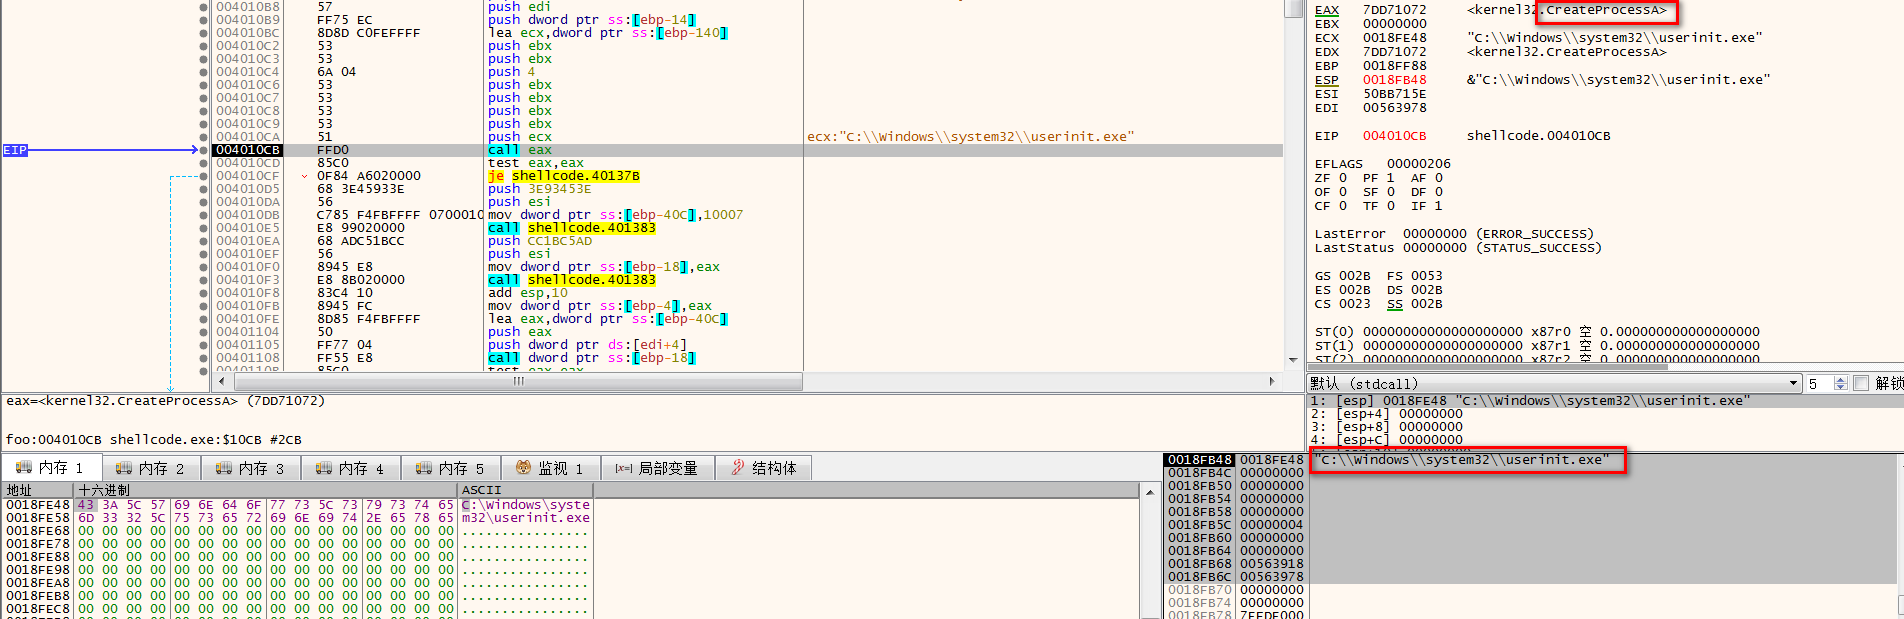 004010B8 57 push edi
004010B9 FF75 EC push dword ptr ss:[ebp-14]
004010BC 8D8D C0FEFFFF lea ecx,dword ptr ss:[ebp-140]
004010C2 53 push ebx
004010C3 53 push ebx
004010C4 6A 04 push 4
004010C6 53 push ebx
004010C7 53 push ebx
004010C8 53 push ebx
004010C9 53 push ebx
004010CA 51 push ecx ecx:"C:\\Windows\\system32\\userinit.exe"
EIP 004010CB FFD0 call eax
004010CD 85C0 test eax,eax
004010CF 0F84 A6020000 je shellcode.40137B
004010D5 68 3E45933E push 3E93453E
004010DA 56 push esi
004010DB C785 F4FBFFFF 0700010 mov dword ptr ss:[ebp-40C],10007
004010E5 E8 99020000 call shellcode.401383
004010EA 68 ADC51BCC push CC1BC5AD
004010EF 56 push esi
004010F0 8945 E8 mov dword ptr ss:[ebp-18],eax
004010F3 E8 8B020000 call shellcode.401383
004010F8 83C4 10 add esp,10
004010FB 8945 FC mov dword ptr ss:[ebp-4],eax
004010FE 8D85 F4FBFFFF lea eax,dword ptr ss:[ebp-40C]
00401104 50 push eax
00401105 FF77 04 push dword ptr ds:[edi+4]
00401108 FF55 E8 call dword ptr ss:[ebp-18]
EAX 7DD71072 <kernel32.CreateProcessA>
EBX 00000000
ECX 0018FE48 "C:\\Windows\\system32\\userinit.exe"
EDX 7DD71072 <kernel32.CreateProcessA>
EBP 0018FF88
ESP 0018FB48 &"C:\\Windows\\system32\\userinit.exe"
ESI 50BB715E
EDI 00563978
EIP 004010CB shellcode.004010CB
EFLAGS 00000206
ZF 0 PF 1 AF 0
OF 0 SF 0 DF 0
CF 0 TF 0 IF 1
LastError 00000000 (ERROR_SUCCESS)
LastStatus 00000000 (STATUS_SUCCESS)
GS 002B FS 0053
ES 002B DS 002B
CS 0023 SS 002B
ST(0) 00000000000000000000 x87r0 空 0.000000000000000000
ST(1) 00000000000000000000 x87r1 空 0.000000000000000000
ST(2) 00000000000000000000 x87r2 空 0.000000000000000000
默认 (stdcall) 5 解锁
1: [esp] 0018FE48 "C:\\Windows\\system32\\userinit.exe"
2: [esp+4] 00000000
3: [esp+8] 00000000
4: [esp+C] 00000000
eax=<kernel32.CreateProcessA> (7DD71072)
foo:004010CB shellcode.exe:$10CB #2CB
内存 1 内存 2 内存 3 内存 4 内存 5 监视 1 [x=] 局部变量 结构体
地址 十六进制 ASCII
0018FE48 43 3A 5C 57 69 6E 64 6F 77 73 5C 73 79 73 74 65 C:\Windows\syste
0018FE58 6D 33 32 5C 75 73 65 72 69 6E 69 74 2E 65 78 65 m32\userinit.exe
0018FE68 00 00 00 00 00 00 00 00 00 00 00 00 00 00 00 00 ................
0018FE78 00 00 00 00 00 00 00 00 00 00 00 00 00 00 00 00 ................
0018FE88 00 00 00 00 00 00 00 00 00 00 00 00 00 00 00 00 ................
0018FE98 00 00 00 00 00 00 00 00 00 00 00 00 00 00 00 00 ................
0018FEA8 00 00 00 00 00 00 00 00 00 00 00 00 00 00 00 00 ................
0018FEB8 00 00 00 00 00 00 00 00 00 00 00 00 00 00 00 00 ................
0018FEC8 00 00 00 00 00 00 00 00 00 00 00 00 00 00 00 00 ................
0018FB48 0018FE48 "C:\\Windows\\system32\\userinit.exe"
0018FB4C 00000000
0018FB50 00000000
0018FB54 00000000
0018FB58 00000000
0018FB5C 00000004
0018FB60 00000000
0018FB64 00000000
0018FB68 00563918
0018FB6C 00563978
0018FB70 00000000
0018FB74 00000000
0018FB78 7EFDE000